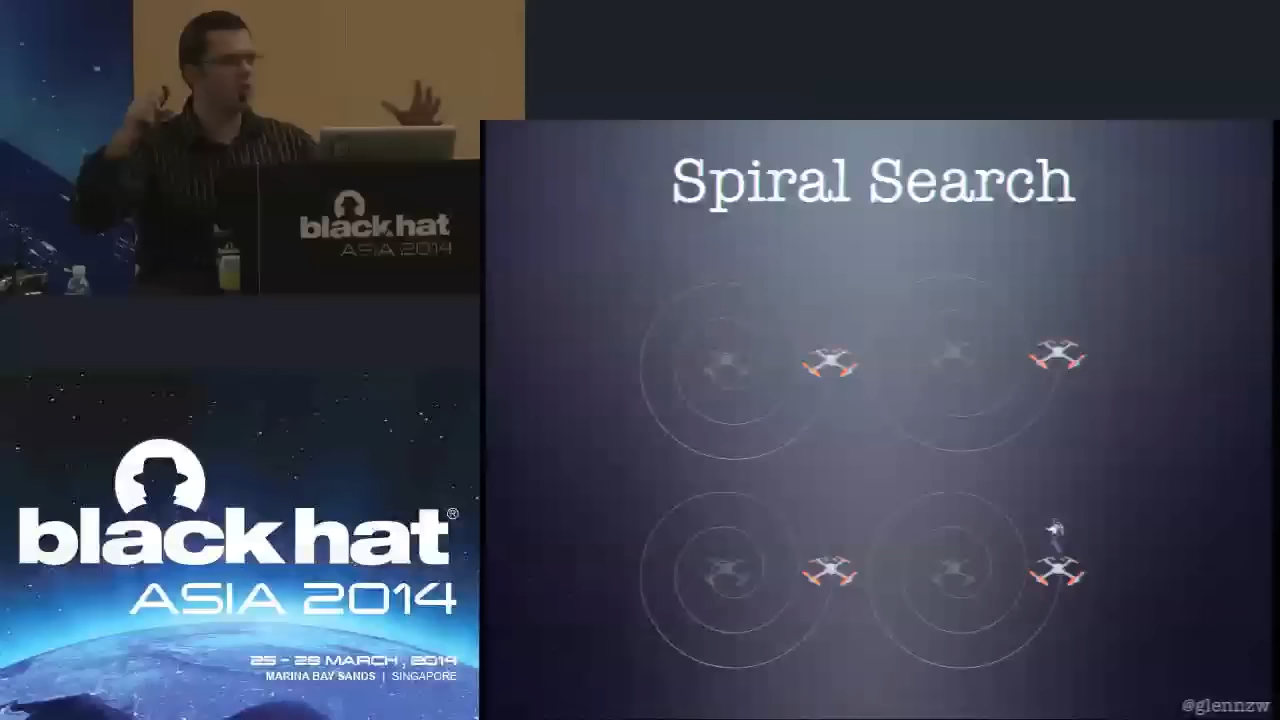 black hat
ASIA 2014
Spiral Search
black hat®
ASIA 2014
25 - 28 MARCH, 2014
MARINA BAY SANDS | SINGAPORE
@glennzw